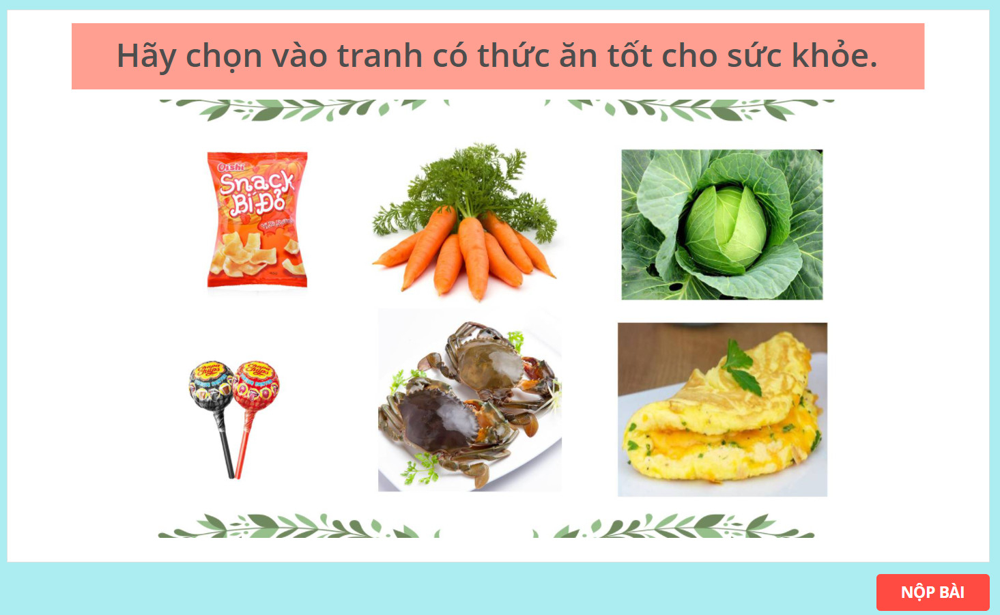 Hãy chọn vào tranh có thức ăn tốt cho sức khỏe.
Oishi
Snack
Bí Đỏ
Chupa
Chups
Chupa
Chups
NỘP BÀI